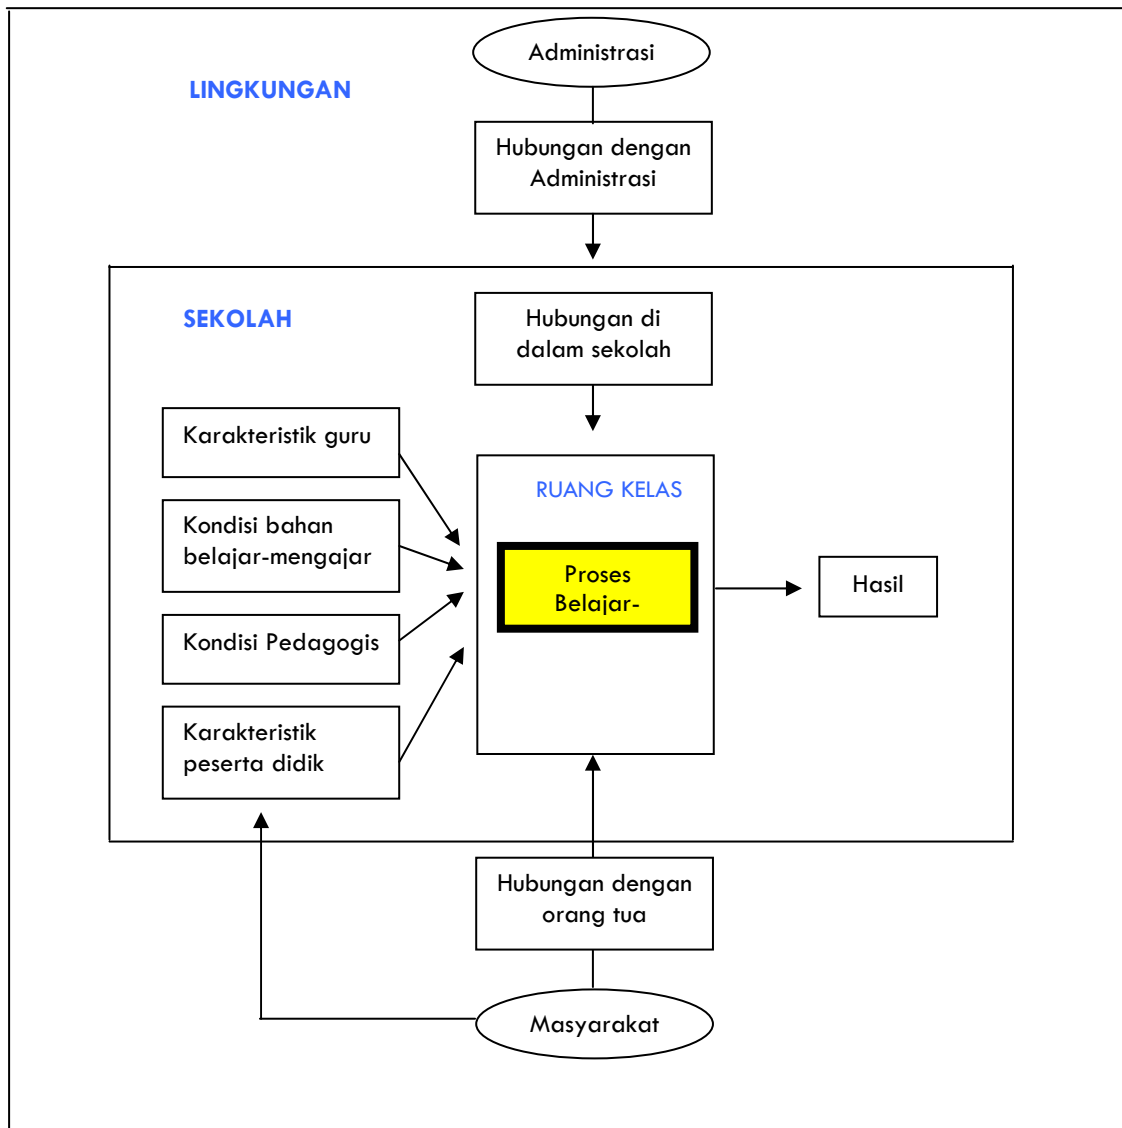 Administrasi
LINGKUNGAN
Hubungan dengan
Administrasi
SEKOLAH
Hubungan di
dalam sekolah
Karakteristik guru
RUANG KELAS
Kondisi bahan
belajar-mengajar
Proses
Belajar-
Hasil
Kondisi Pedagogis
Karakteristik
peserta didik
Hubungan dengan
orang tua
Masyarakat